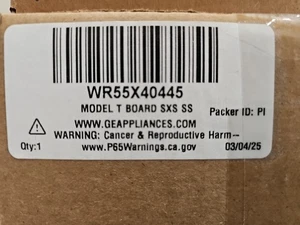 WR55X40445
MODEL T BOARD SXS SS
Packer ID: PI
WWW.GEAPPLIANCES.COM
WARNING: Cancer & Reproductive Harm--
Qty:1 www.P65Warnings.ca.gov 03/04/25